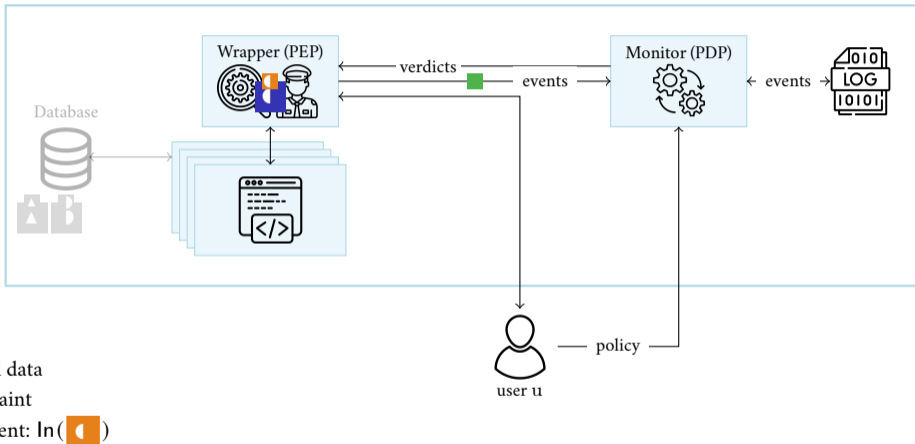 Wrapper (PEP)
Monitor (PDP)
verdicts
events
events
LOG
Database
</>
policy
user u
data
aint
ent: In( )